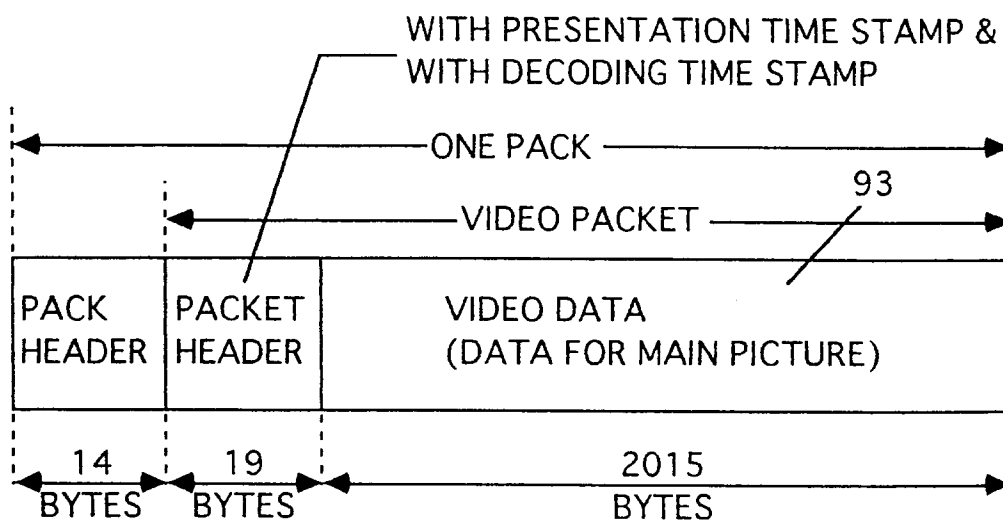 WITH PRESENTATION TIME STAMP &
WITH DECODING TIME STAMP
ONE PACK
93
VIDEO PACKET
PACK
HEADER
PACKET
HEADER
VIDEO DATA
(DATA FOR MAIN PICTURE)
14
BYTES
19
BYTES
2015
BYTES